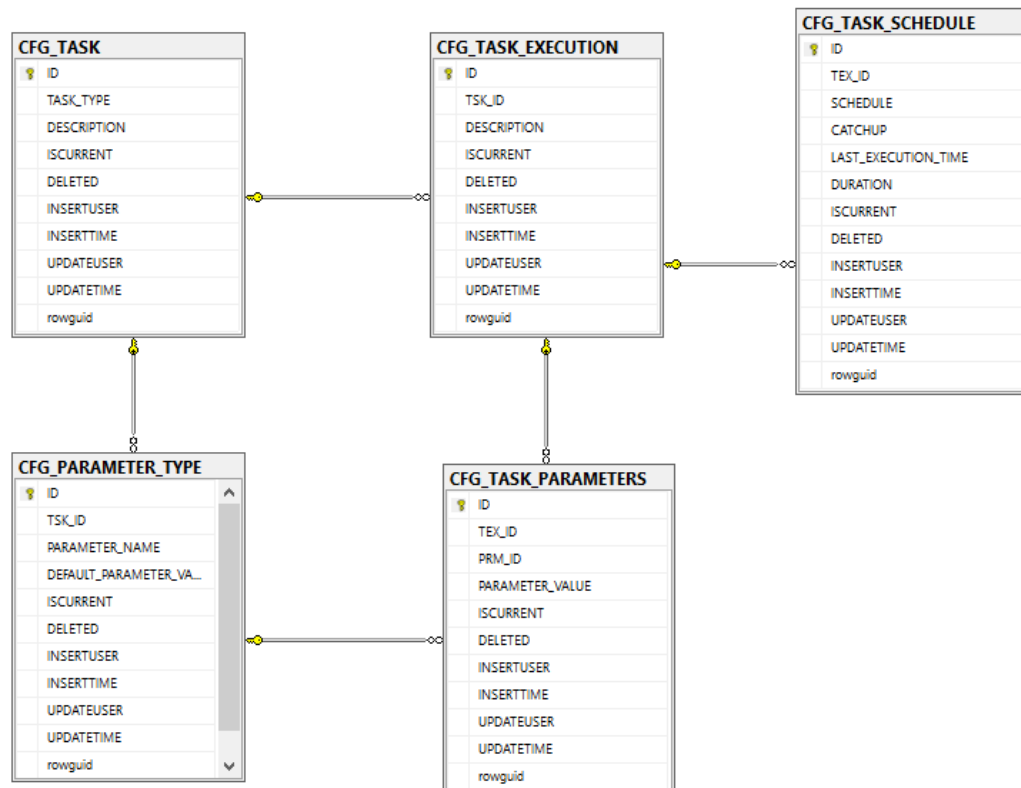 CFG_TASK
ID
TASK_TYPE
DESCRIPTION
ISCURRENT
DELETED
INSERTUSER
INSERTTIME
UPDATEUSER
UPDATETIME
rowguid
CFG_TASK_EXECUTION
ID
TSK_ID
DESCRIPTION
ISCURRENT
DELETED
INSERTUSER
INSERTTIME
UPDATEUSER
UPDATETIME
rowguid
CFG_TASK_SCHEDULE
ID
TEX_ID
SCHEDULE
CATCHUP
LAST_EXECUTION_TIME
DURATION
ISCURRENT
DELETED
INSERTUSER
INSERTTIME
UPDATEUSER
UPDATETIME
rowguid
CFG_PARAMETER_TYPE
ID
TSK_ID
PARAMETER_NAME
DEFAULT_PARAMETER_VA...
ISCURRENT
DELETED
INSERTUSER
INSERTTIME
UPDATEUSER
UPDATETIME
rowguid
CFG_TASK_PARAMETERS
ID
TEX_ID
PRM_ID
PARAMETER_VALUE
ISCURRENT
DELETED
INSERTUSER
INSERTTIME
UPDATEUSER
UPDATETIME
rowguid